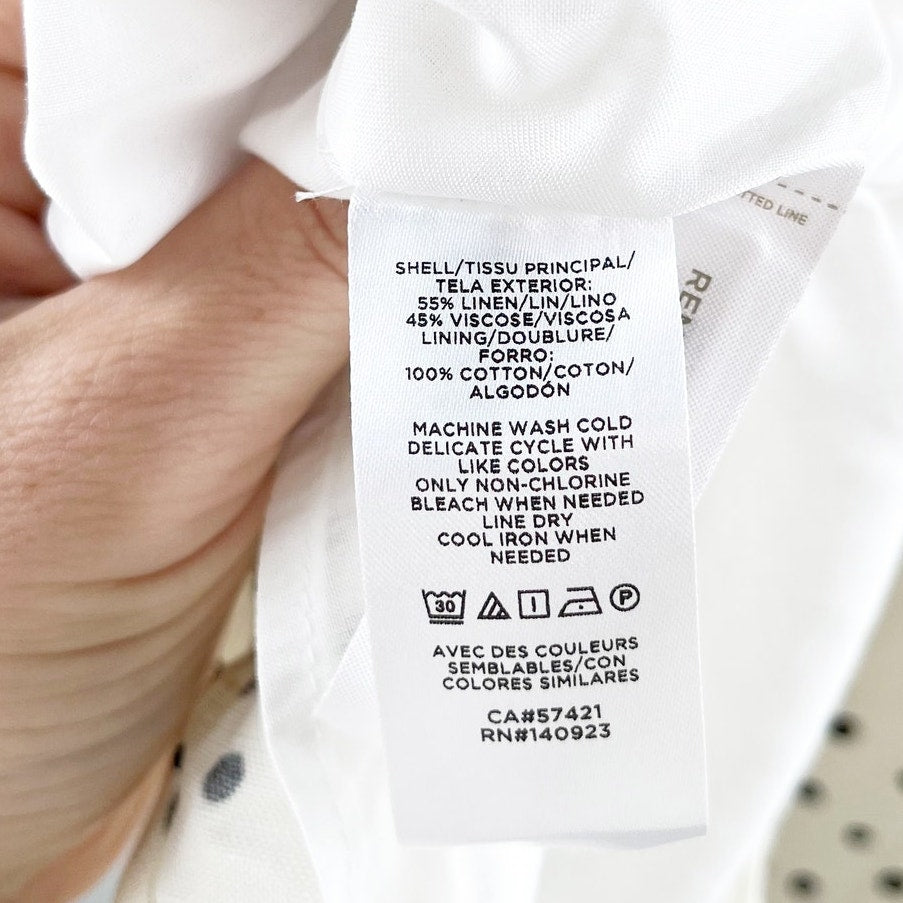 SHELL/TISSU PRINCIPAL/
TELA EXTERIOR:
55% LINEN/LIN/LINO
45% VISCOSE/VISCOSA
LINING/DOUBLURE/
FORRO:
100% COTTON/COTON/
ALGODÓN
MACHINE WASH COLD
DELICATE CYCLE WITH
LIKE COLORS
ONLY NON-CHLORINE
BLEACH WHEN NEEDED
LINE DRY
COOL IRON WHEN
NEEDED
30 P
AVEC DES COULEURS
SEMBLABLES/CON
COLORES SIMILARES
CA#57421
RN#140923
LINE